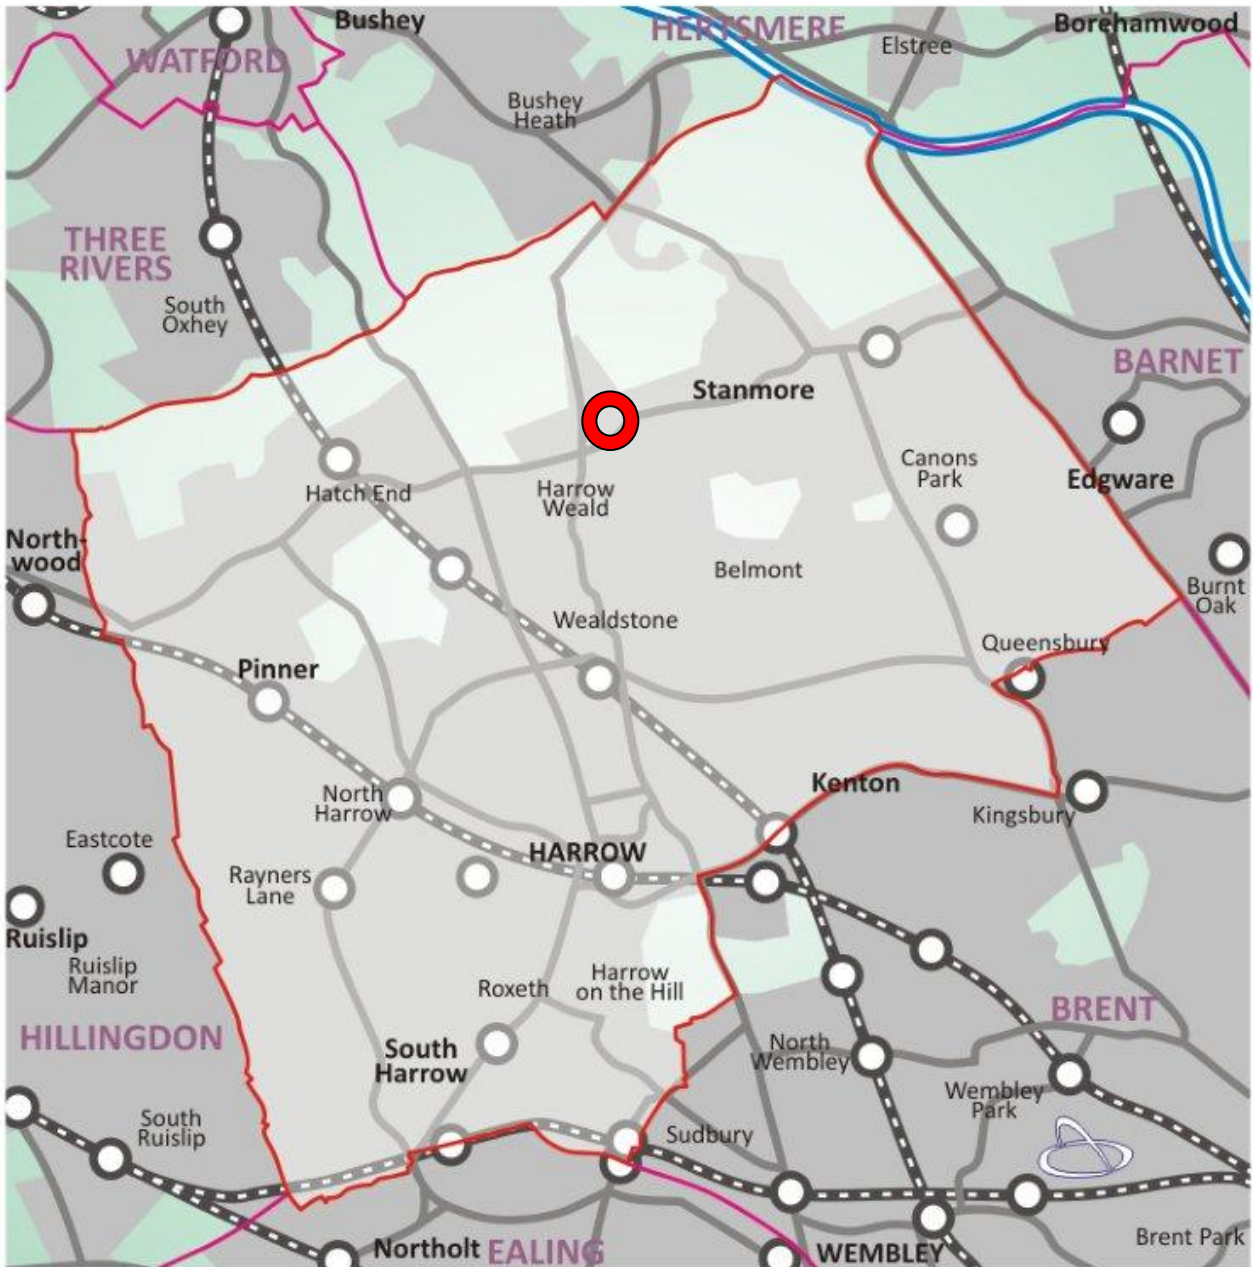 Bushey
HERTSMERE
Borehamwood
Elstree
WATFORD
Bushey
Heath
THREE
RIVERS
South
Oxhey
BARNET
Stanmore
Canons
Park
Edgware
Hatch End
Harrow
Weald
North-
wood
Belmont
Burnt
Oak
Wealdstone
Queensbury
Pinner
Kenton
North
Harrow
Kingsbury
Eastcote
HARROW
Rayners
Lane
Ruislip
Ruislip
Manor
Roxeth
Harrow
on the Hill
BRENT
HILLINGDON
South
Harrow
North
Wembley
Wembley
Park
South
Ruislip
Sudbury
Brent Park
Northolt
EALING
WEMBLEY